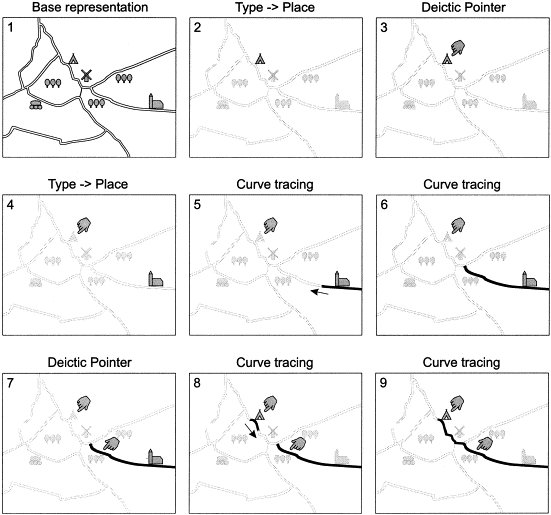 Base representation
Type -> Place
Deictic Pointer
1
2
3
Type -> Place
Curve tracing
Curve tracing
4
5
6
Deictic Pointer
Curve tracing
Curve tracing
7
8
9